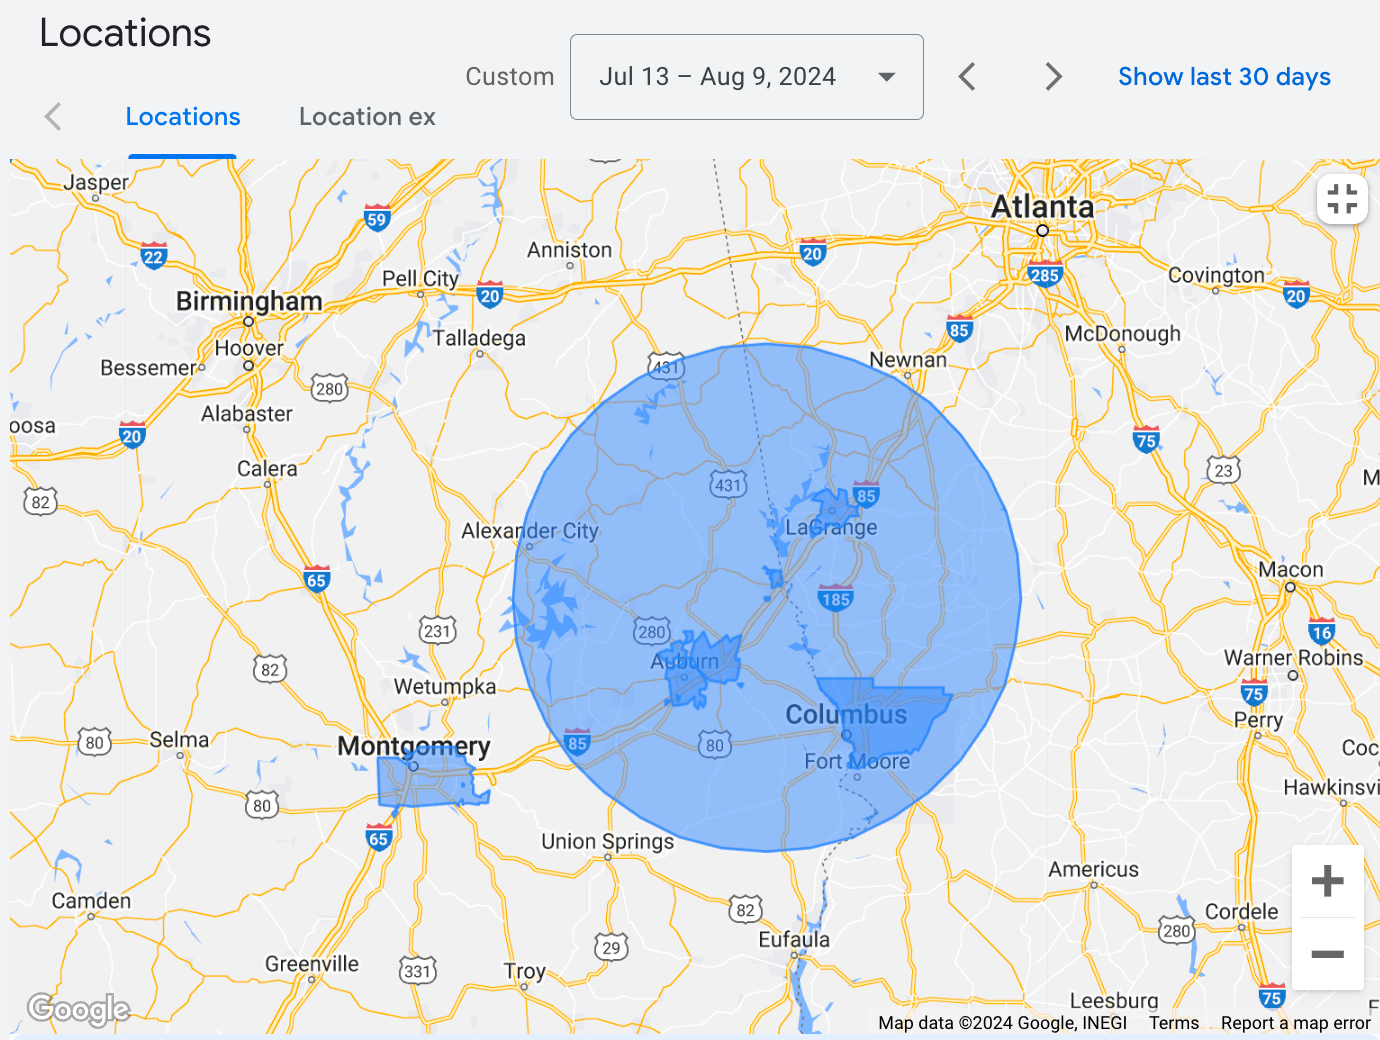 Locations
Custom
Jul 13 – Aug 9, 2024
Show last 30 days
Locations
Location ex
Jasper
59
Atlanta
22
Anniston
20
Pell City
285
Covington
20
20
Birmingham
85
McDonough
Talladega
Hoover
Newnan
Bessemer
431
280
Alabaster
oosa
20
75
Calera
23
M
431
85
82
Alexander City
LaGrange
Macon
65
185
280
231
16
Auburn
Warner Robins
82
Wetumpka
75
Columbus
Perry
80
Selma
Montgomery
85
80
Coc
Fort Moore
Hawkinsvi
80
65
Union Springs
Americus
Camden
82
Cordele
280
Eufaula
29
Greenville
331
Troy
75
Leesburg
F
Google
Map data ©2024 Google, INEGI
Terms
Report a map error